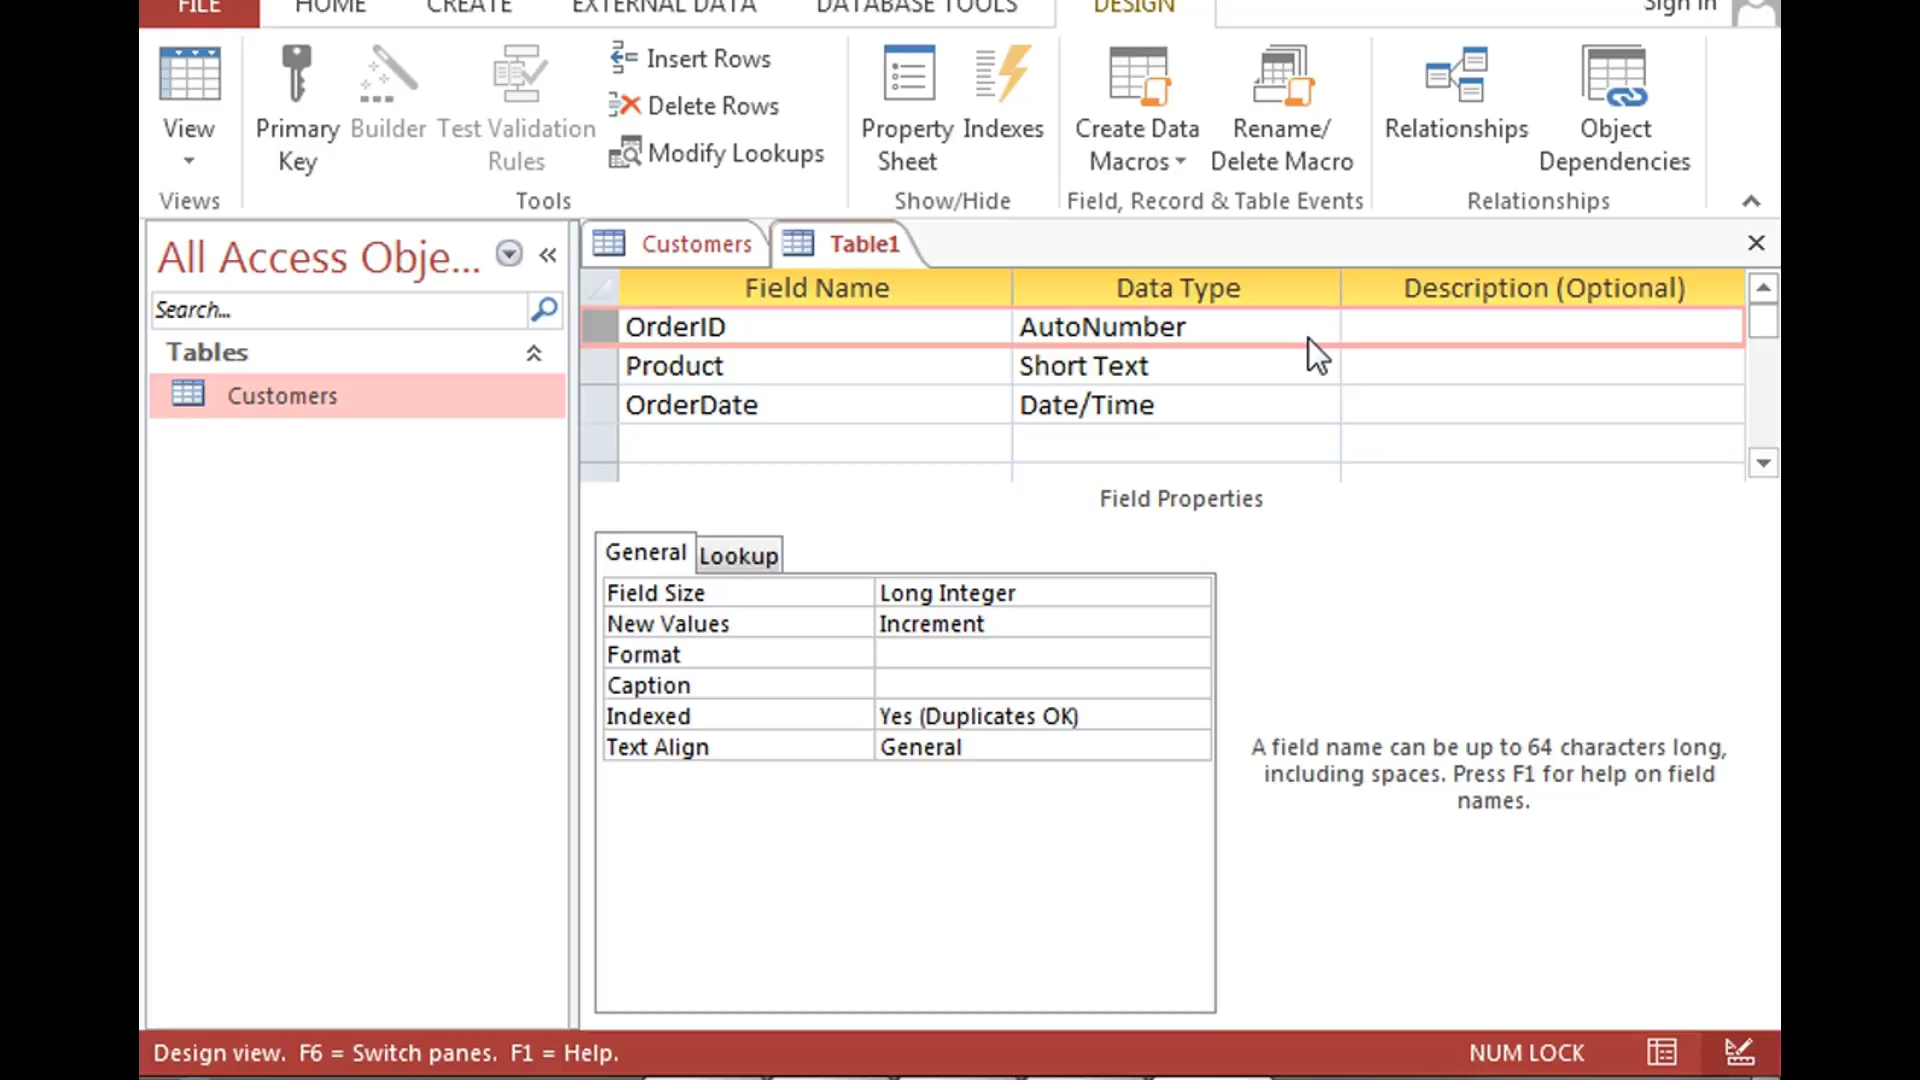 FILE HOME CREATE EXTERNAL DATA DATABASE TOOLS DESIGN Sign in
View
Views
Primary Key
Builder
Test Validation Rules
Insert Rows
Delete Rows
Modify Lookups
Tools
Property Sheet
Indexes
Show/Hide
Create Data Macros
Rename/ Delete Macro
Field, Record & Table Events
Relationships
Object Dependencies
Relationships
All Access Obje...
Search...
Tables
Customers
Customers Table1
Field Name Data Type Description (Optional)
OrderID AutoNumber
Product Short Text
OrderDate Date/Time
Field Properties
General Lookup
Field Size Long Integer
New Values Increment
Format
Caption
Indexed Yes (Duplicates OK)
Text Align General
A field name can be up to 64 characters long,
including spaces. Press F1 for help on field
names.
Design view. F6 = Switch panes. F1 = Help. NUM LOCK